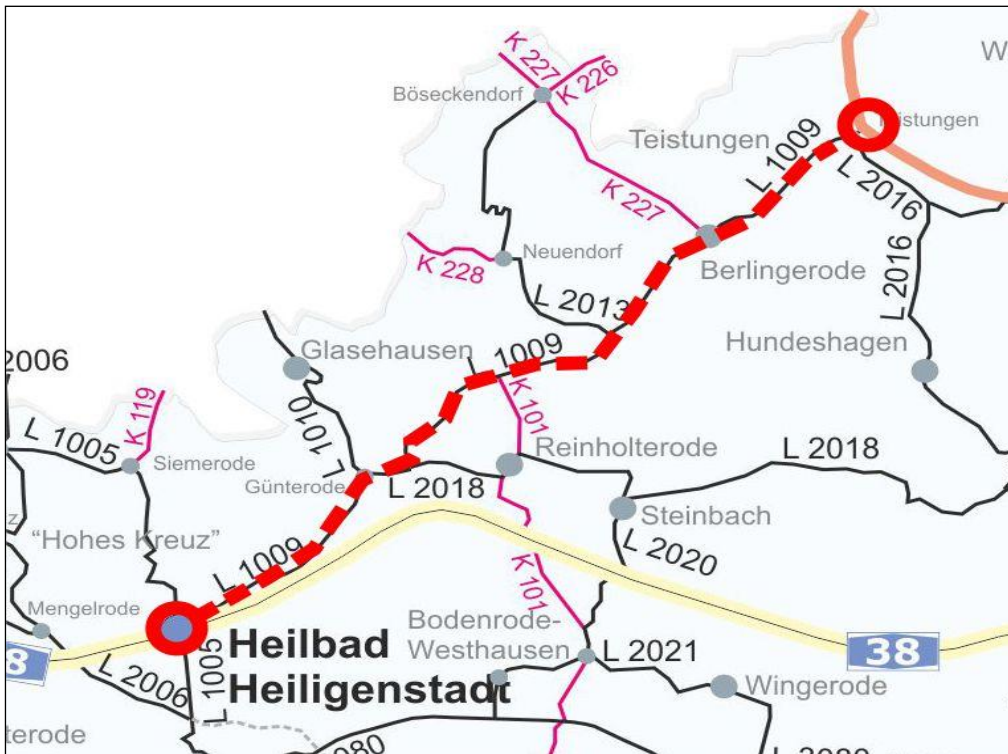 K 227
K 226
W
Böseckendorf
Teistungen
L 1009
L 2016
K 227
Neuendorf
K 228
Berlingerode
L 2016
L 2013
Hundeshagen
Glasehausen
2006
L 1009
K 119
K 101
L 1005
L 1010
Siemerode
Reinholterode
L 2018
Günterode
L 2018
Steinbach
"Hohes Kreuz"
L 1009
L 2020
K 101
Mengelrode
Bodenrode-
Westhausen
Heilbad
Heiligenstadt
L 1005
L 2021
38
8
L 2006
Wingerode
terode